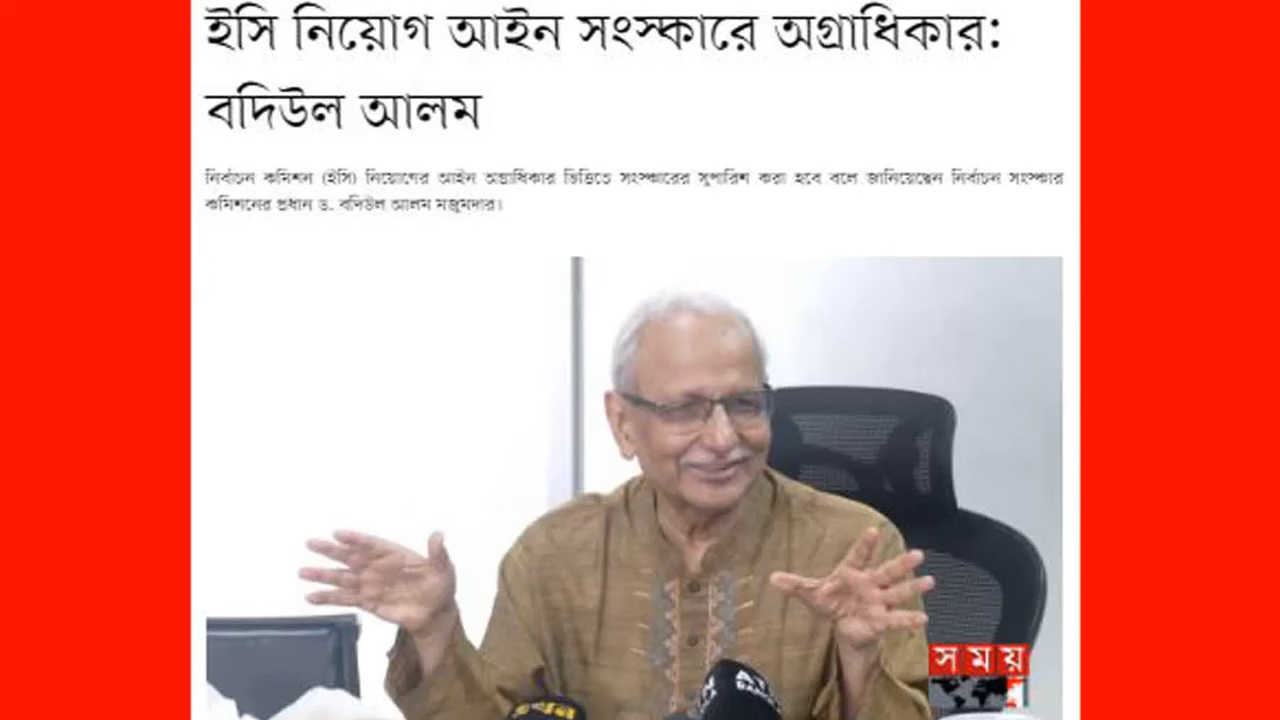 ইসি নিয়োগ আইন সংস্কারে অগ্রাধিকার:
বদিউল আলম
নির্বাচন কমিশন (ইসি) নিয়োগের আইন অগ্রাধিকার ভিত্তিতে সংস্কারের সুপারিশ করা হবে বলে জানিয়েছেন নির্বাচন সংস্কার
কমিশনের প্রধান ড. বদিউল আলম মজুমদার।
সময়